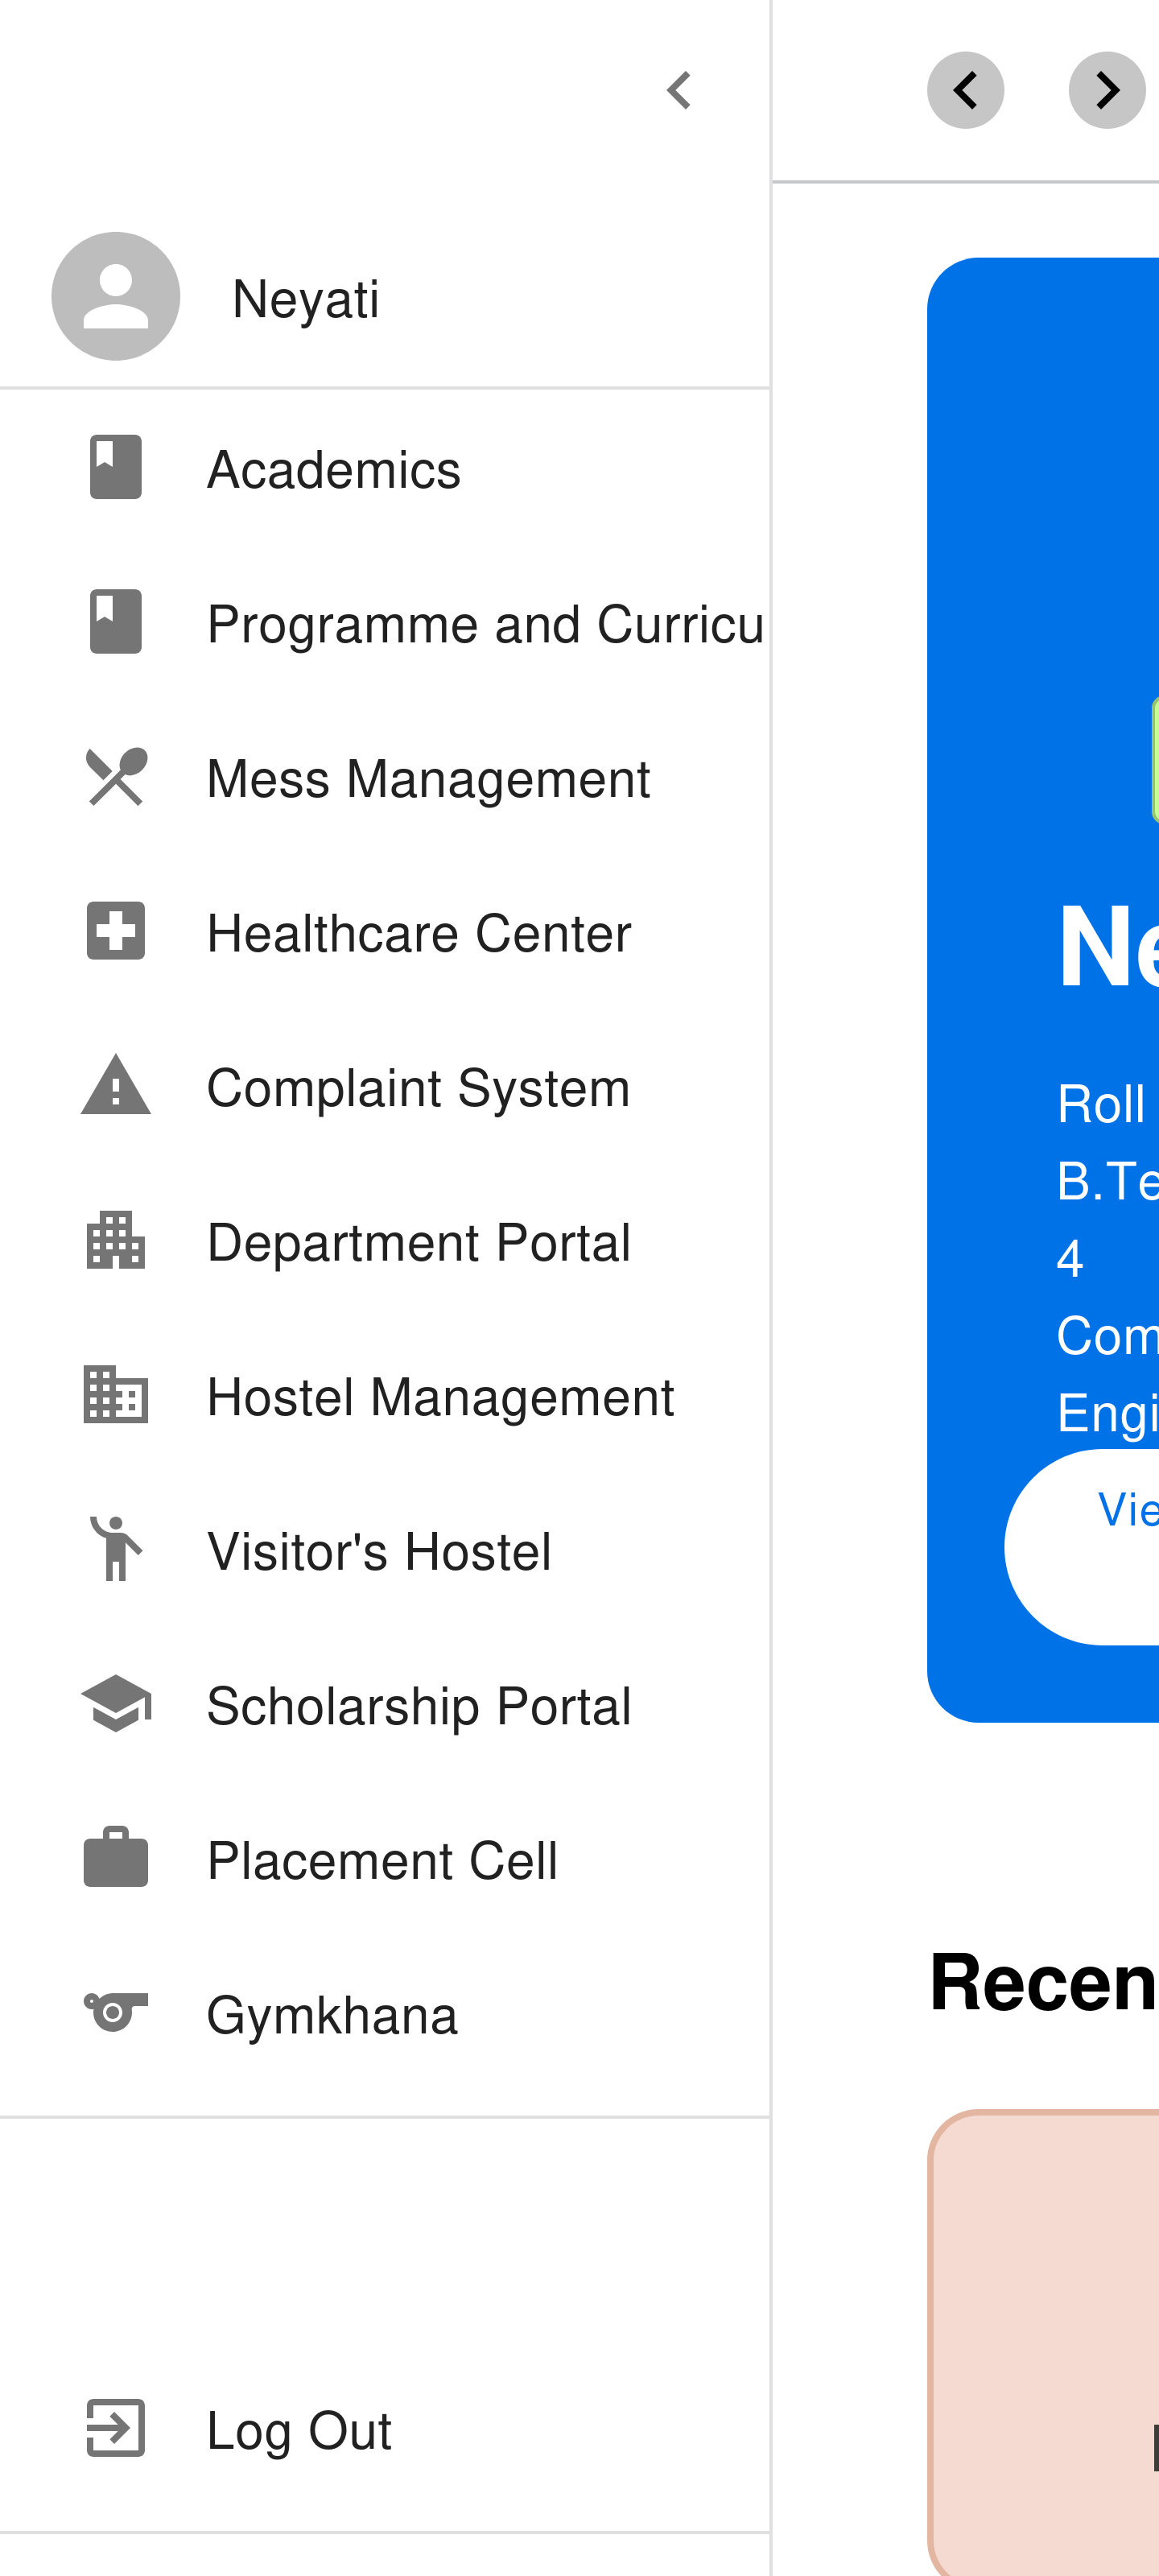 Neyati
Academics
Programme and Curricu
Mess Management
Healthcare Center
Complaint System
Department Portal
Hostel Management
Visitor's Hostel
Scholarship Portal
Placement Cell
Gymkhana
Log Out
Ne
Roll
B.Te
4
Com
Engi
Vie
Recen